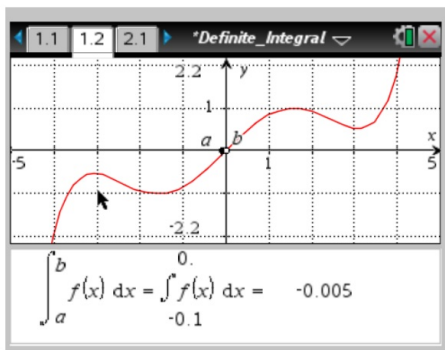 1.1 1.2 2.1 *Definite_Integral
2.2 y
1
a b x
-5 1 5
-2.2
b 0.
∫ f(x) dx = ∫ f(x) dx = -0.005
a -0.1